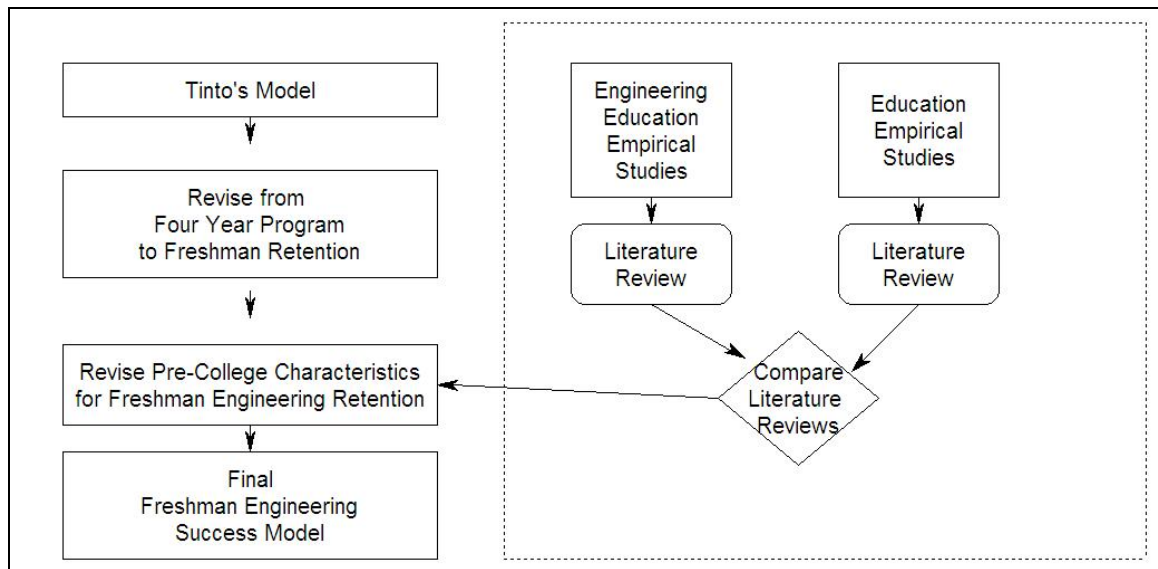 Tinto's Model
Revise from
Four Year Program
to Freshman Retention
Revise Pre-College Characteristics
for Freshman Engineering Retention
Final
Freshman Engineering
Success Model
Engineering
Education
Empirical
Studies
Education
Empirical
Studies
Literature
Review
Literature
Review
Compare
Literature
Reviews